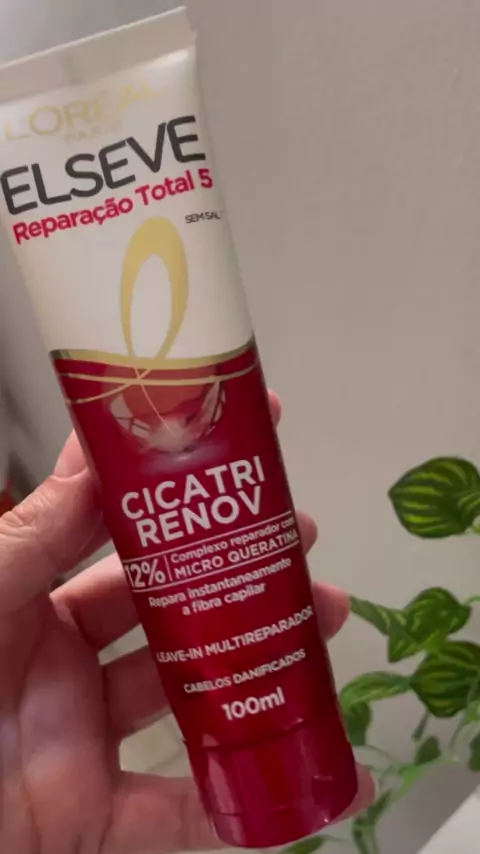 L'ORÉAL
PARIS
ELSEVE
Reparação Total 5
SEM SAL
CICATRI
RENOV
12% Complexo reparador com
MICRO QUERATINA
Repara instantaneamente
a fibra capilar
LEAVE-IN MULTIREPARADOR
CABELOS DANIFICADOS
100ml